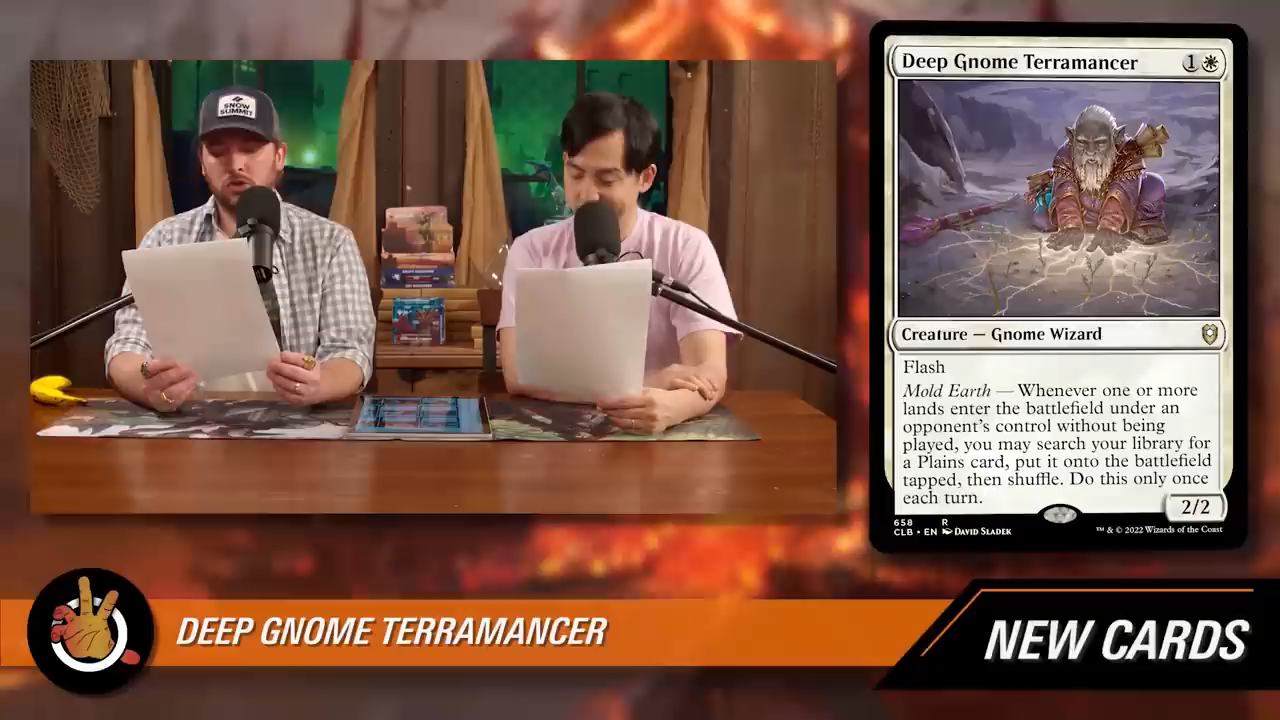 SNOW
SUMMIT
Deep Gnome Terramancer 1
Creature — Gnome Wizard
Flash
Mold Earth — Whenever one or more
lands enter the battlefield under an
opponent's control without being
played, you may search your library for
a Plains card, put it onto the battlefield
tapped, then shuffle. Do this only once
each turn.
2/2
658 R
CLB • EN DAVID SLADEK
™ & © 2022 Wizards of the Coast
DEEP GNOME TERRAMANCER
NEW CARDS